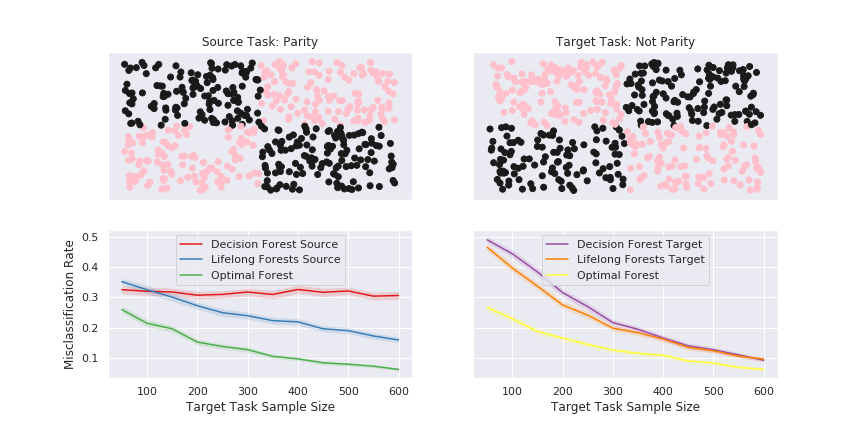 Source Task: Parity
Target Task: Not Parity
Misclassification Rate
0.5
0.4
0.3
0.2
0.1
Decision Forest Source
Lifelong Forests Source
Optimal Forest
100 200 300 400 500 600
Target Task Sample Size
Decision Forest Target
Lifelong Forests Target
Optimal Forest
100 200 300 400 500 600
Target Task Sample Size